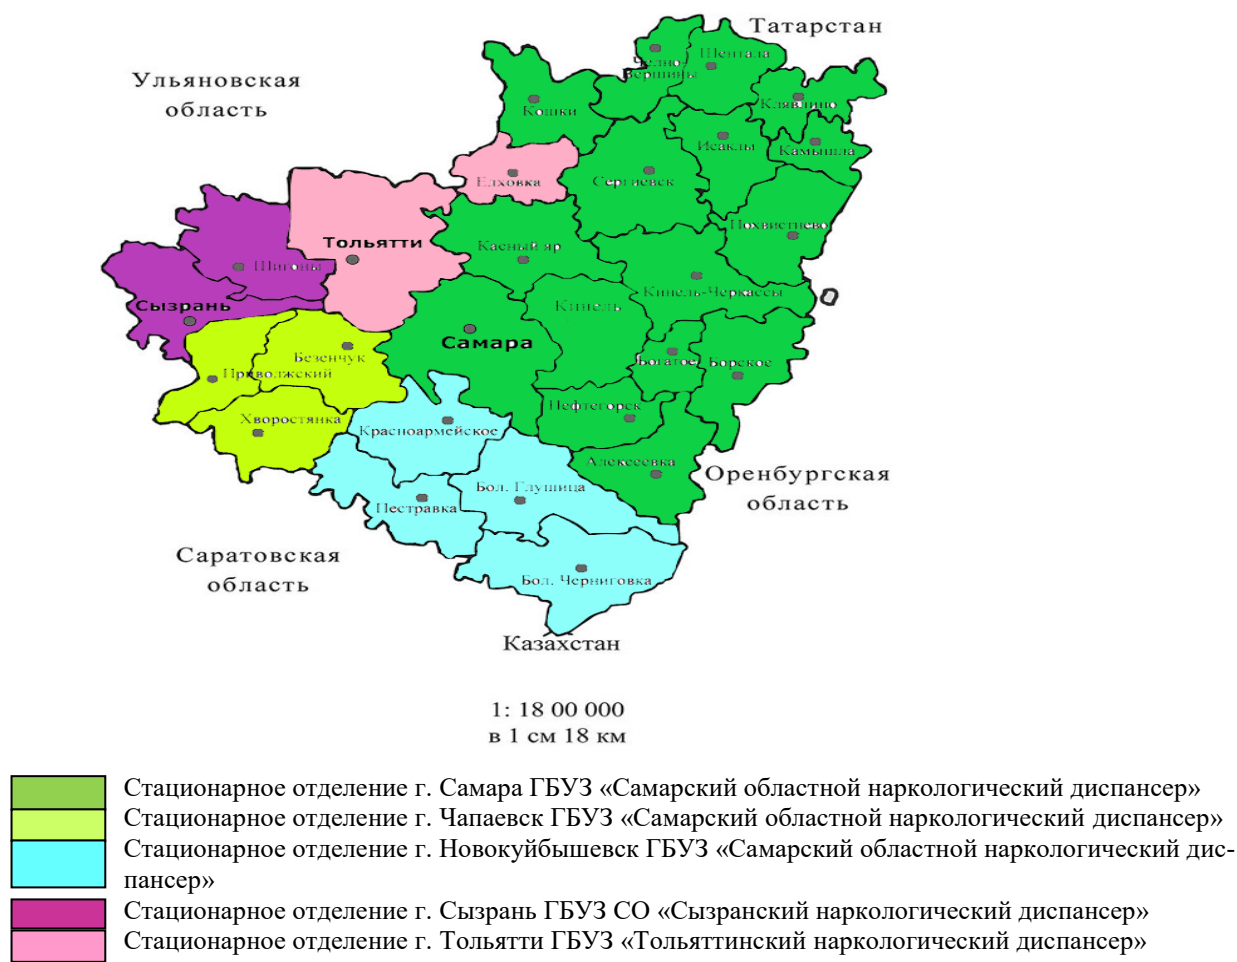 Татарстан
Ульяновская
область
Челно-
Вершины
Шентала
Кошки
Клявлино
Исаклы
Камышла
Елховка
Сергиевск
Похвистнево
Тольятти
Касный яр
Шигоны
Кинель-Черкассы
Сызрань
Кинель
Самара
Безенчук
Богатое
Борское
Приволжский
Нефтегорск
Хворостянка
Красноармейское
Алексеевка
Оренбургская
область
Бол. Глушица
Пестравка
Саратовская
область
Бол. Черниговка
Казахстан
1: 18 00 000
в 1 см 18 км
Стационарное отделение г. Самара ГБУЗ «Самарский областной наркологический диспансер»
Стационарное отделение г. Чапаевск ГБУЗ «Самарский областной наркологический диспансер»
Стационарное отделение г. Новокуйбышевск ГБУЗ «Самарский областной наркологический дис-
пансер»
Стационарное отделение г. Сызрань ГБУЗ СО «Сызранский наркологический диспансер»
Стационарное отделение г. Тольятти ГБУЗ «Тольяттинский наркологический диспансер»